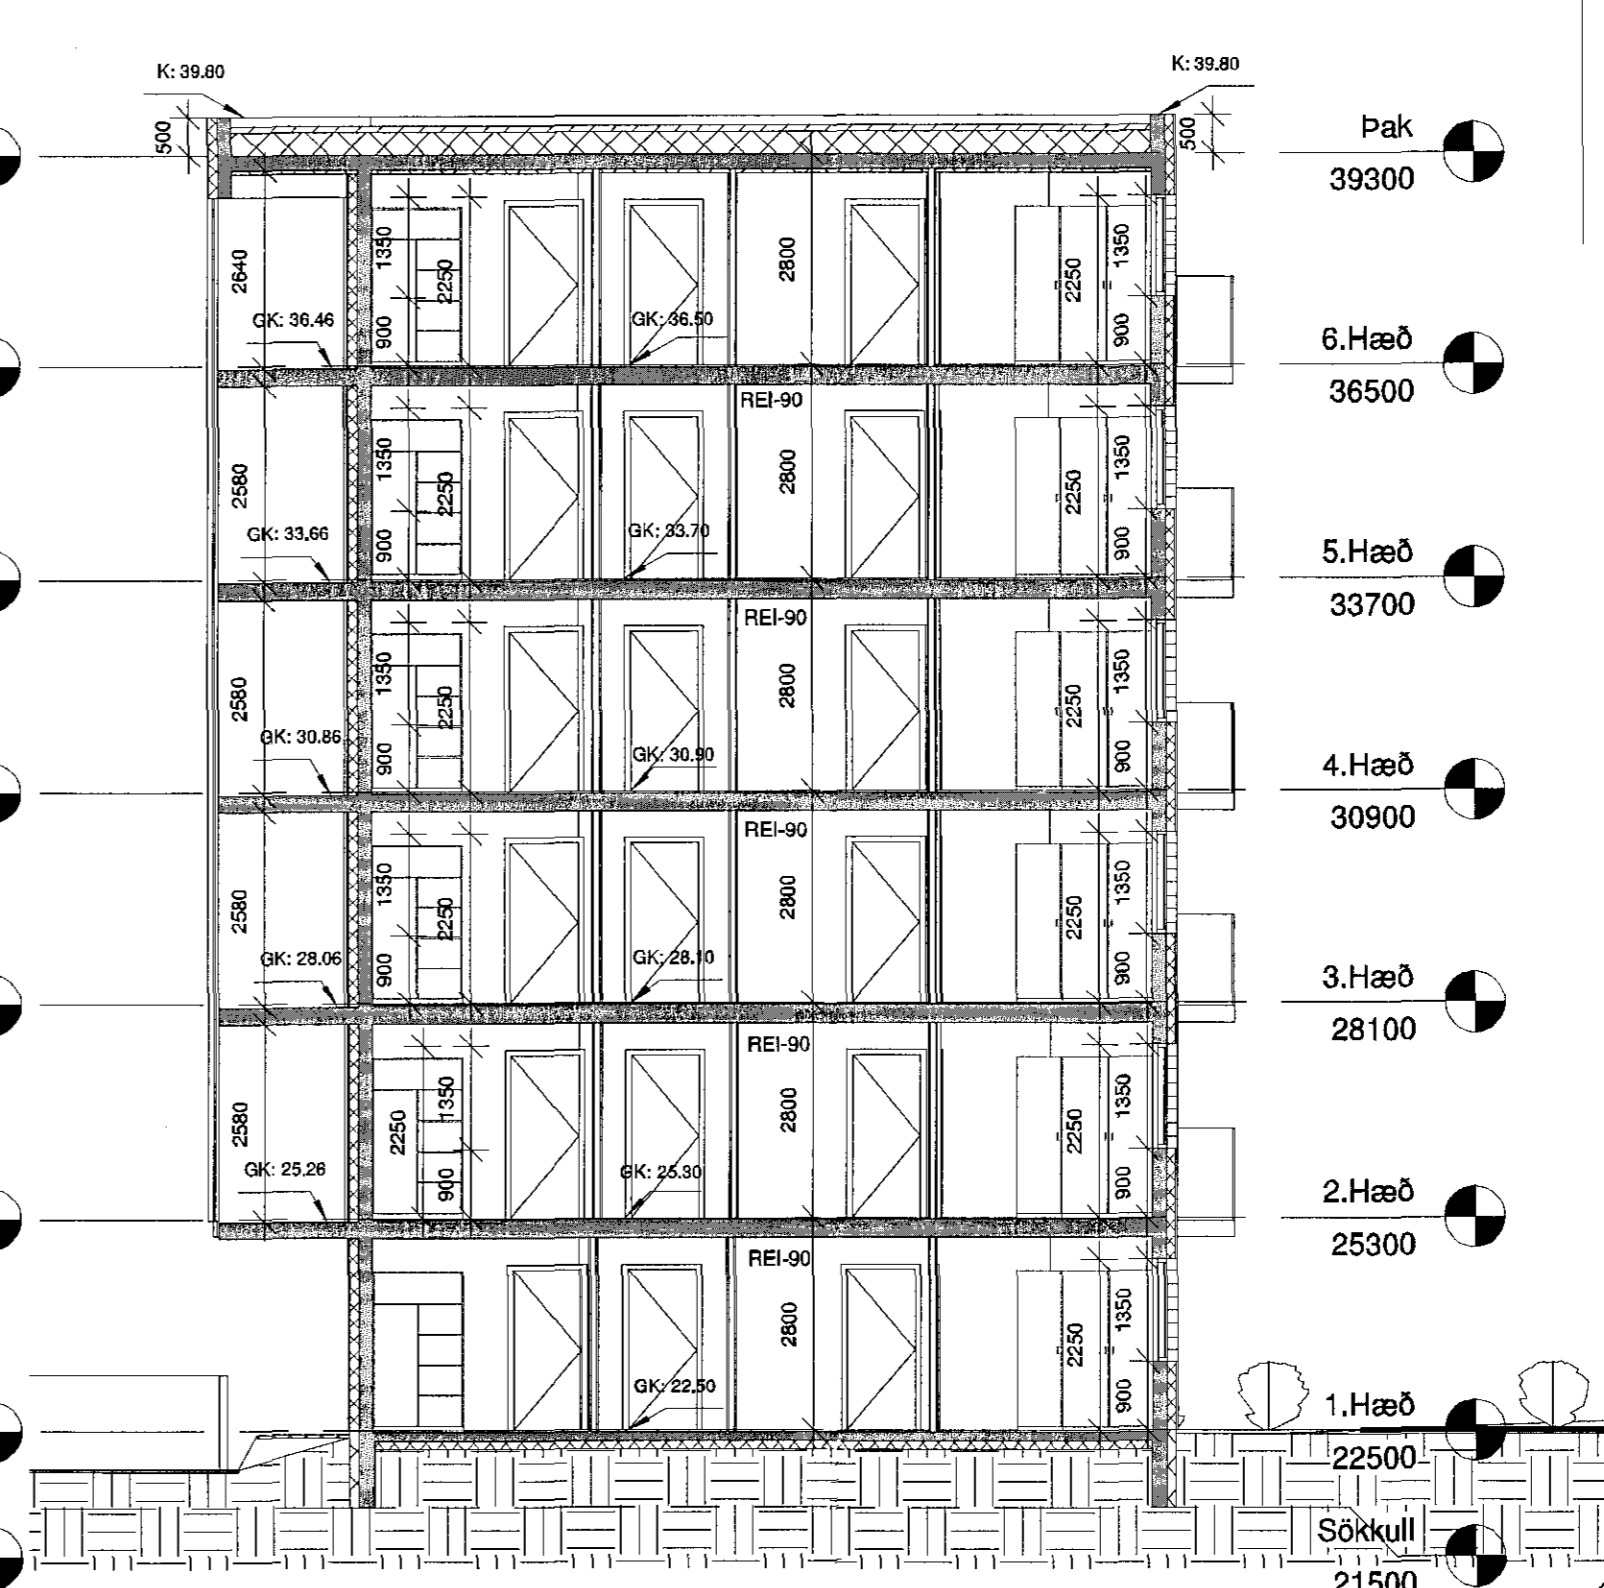 K: 39.80
K: 39.80
500
500
Þak
39300
2640
1350
2250
900
2800
2250
1350
900
GK: 36.46
GK: 36.50
6.Hæð
36500
REI-90
2580
1350
2250
900
2800
2250
1350
900
GK: 33.66
GK: 33.70
5.Hæð
33700
REI-90
2580
1350
2250
900
2800
2250
1350
900
GK: 30.86
GK: 30.90
4.Hæð
30900
REI-90
2580
1350
2250
900
2800
2250
1350
900
GK: 28.06
GK: 28.10
3.Hæð
28100
REI-90
2580
2250
1350
900
2800
2250
1350
900
GK: 25.26
GK: 25.30
2.Hæð
25300
REI-90
2800
2250
1350
900
GK: 22.50
1.Hæð
22500
Sökkull
21500